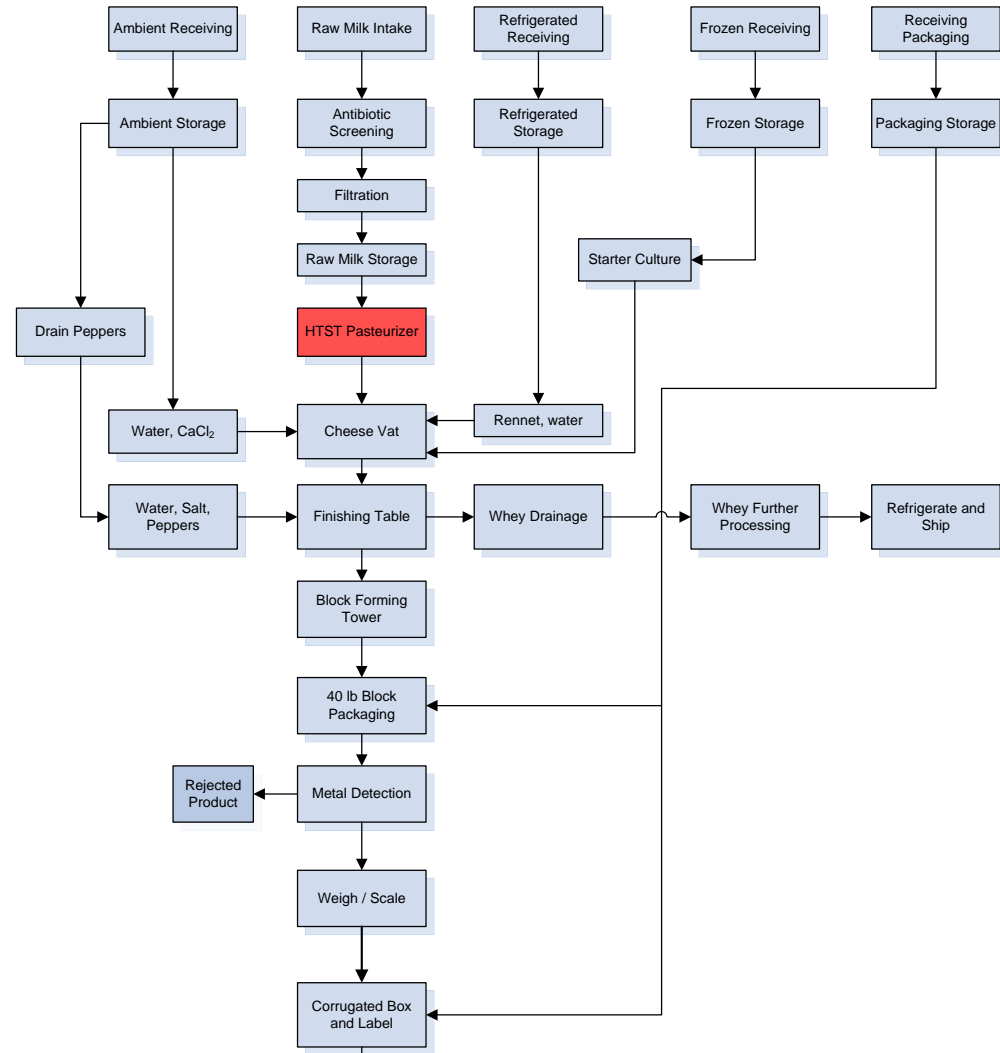 Ambient Receiving
Raw Milk Intake
Refrigerated
Receiving
Frozen Receiving
Receiving
Packaging
Ambient Storage
Antibiotic
Screening
Refrigerated
Storage
Frozen Storage
Packaging Storage
Filtration
Raw Milk Storage
Starter Culture
Drain Peppers
HTST Pasteurizer
Water, CaCl₂
Cheese Vat
Rennet, water
Water, Salt,
Peppers
Finishing Table
Whey Drainage
Whey Further
Processing
Refrigerate and
Ship
Block Forming
Tower
40 lb Block
Packaging
Rejected
Product
Metal Detection
Weigh / Scale
Corrugated Box
and Label